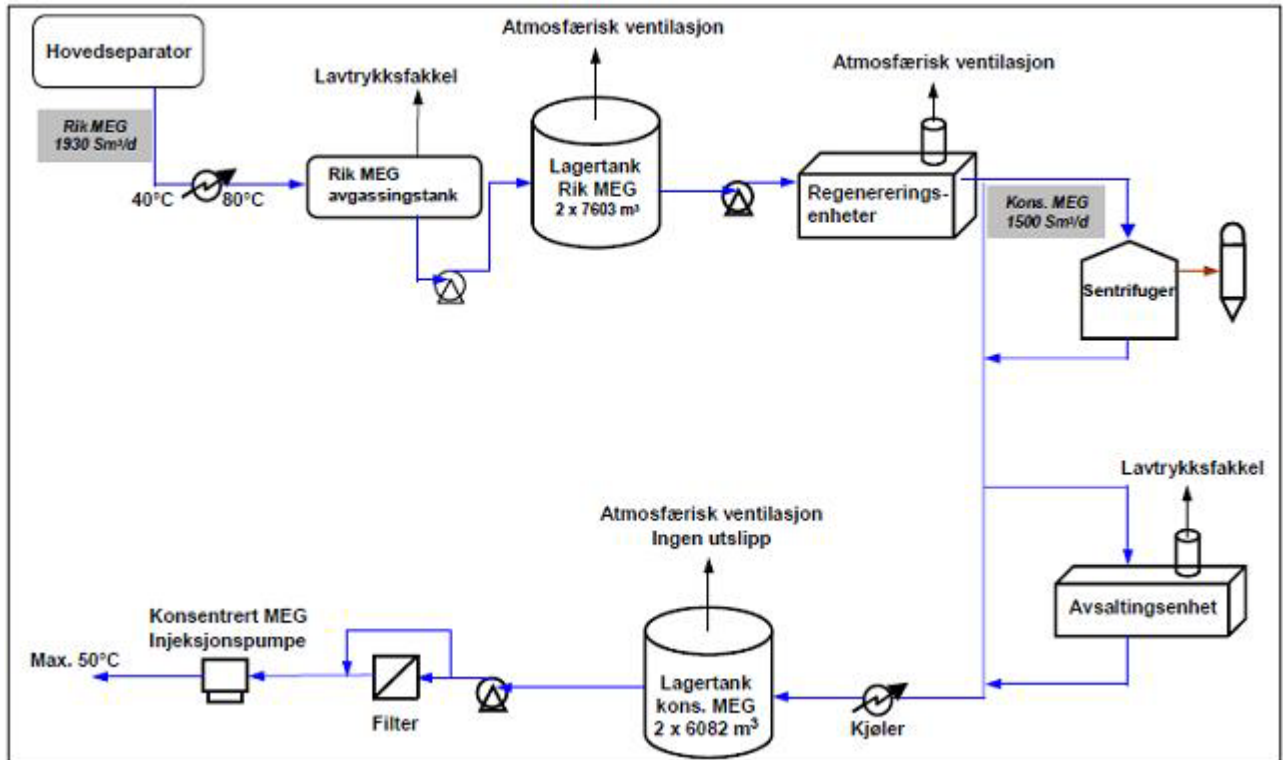 Hovedseparator
Rik MEG
1930 Sm³/d
40°C
80°C
Lavtrykksfakkel
Rik MEG
avgassingstank
Atmosfærisk ventilasjon
Lagertank
Rik MEG
2 x 7603 m³
Atmosfærisk ventilasjon
Regenererings-
enheter
Kons. MEG
1500 Sm³/d
Sentrifuger
Lavtrykksfakkel
Avsaltingsenhet
Atmosfærisk ventilasjon
Ingen utslipp
Lagertank
kons. MEG
2 x 6082 m³
Kjøler
Filter
Konsentrert MEG
Injeksjonspumpe
Max. 50°C